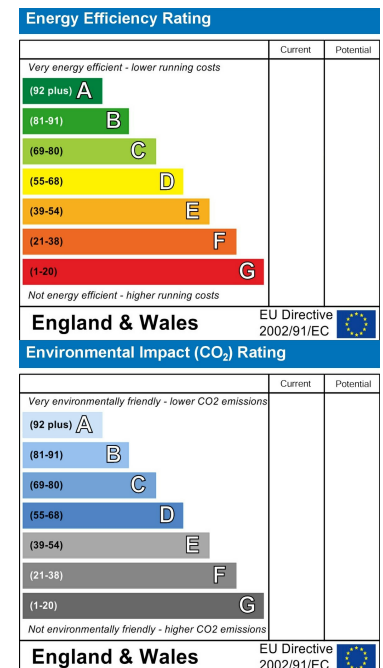 Energy Efficiency Rating
Current Potential
Very energy efficient - lower running costs
(92 plus) A
(81-91) B
(69-80) C
(55-68) D
(39-54) E
(21-38) F
(1-20) G
Not energy efficient - higher running costs
England & Wales
EU Directive
2002/91/EC
Environmental Impact (CO₂) Rating
Current Potential
Very environmentally friendly - lower CO2 emissions
(92 plus) A
(81-91) B
(69-80) C
(55-68) D
(39-54) E
(21-38) F
(1-20) G
Not environmentally friendly - higher CO2 emissions
England & Wales
EU Directive
2002/91/EC